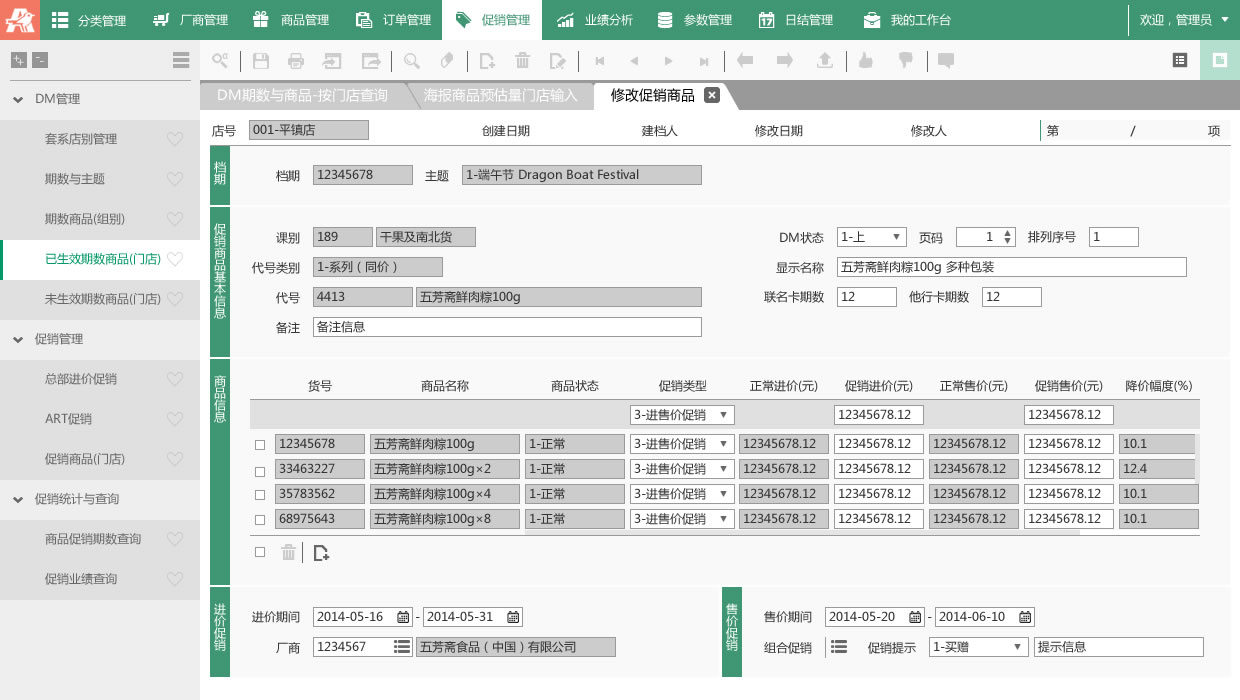 分类管理 厂商管理 商品管理 订单管理 促销管理 业绩分析 参数管理 日结管理 我的工作台 欢迎，管理员
DM管理
套系店别管理
期数与主题
期数商品(组别)
已生效期数商品(门店)
未生效期数商品(门店)
促销管理
总部进价促销
ART促销
促销商品(门店)
促销统计与查询
商品促销期数查询
促销业绩查询
DM期数与商品-按门店查询 海报商品预估量门店输入 修改促销商品
店号 001-平镇店 创建日期 建档人 修改日期 修改人 第 / 项
档期
档期 12345678 主题 1-端午节 Dragon Boat Festival
促销商品基本信息
课别 189 干果及南北货 DM状态 1-上 页码 1 排列序号 1
代号类别 1-系列（同价） 显示名称 五芳斋鲜肉粽100g 多种包装
代号 4413 五芳斋鲜肉粽100g 联名卡期数 12 他行卡期数 12
备注 备注信息
商品信息
货号 商品名称 商品状态 促销类型 正常进价(元) 促销进价(元) 正常售价(元) 促销售价(元) 降价幅度(%)
3-进售价促销 12345678.12 12345678.12
12345678 五芳斋鲜肉粽100g 1-正常 3-进售价促销 12345678.12 12345678.12 12345678.12 12345678.12 10.1
33463227 五芳斋鲜肉粽100g×2 1-正常 3-进售价促销 12345678.12 12345678.12 12345678.12 12345678.12 12.4
35783562 五芳斋鲜肉粽100g×4 1-正常 3-进售价促销 12345678.12 12345678.12 12345678.12 12345678.12 10.1
68975643 五芳斋鲜肉粽100g×8 1-正常 3-进售价促销 12345678.12 12345678.12 12345678.12 12345678.12 10.1
进价促销
进价期间 2014-05-16 - 2014-05-31
厂商 1234567 五芳斋食品（中国）有限公司
售价促销
售价期间 2014-05-20 - 2014-06-10
组合促销 促销提示 1-买赠 提示信息